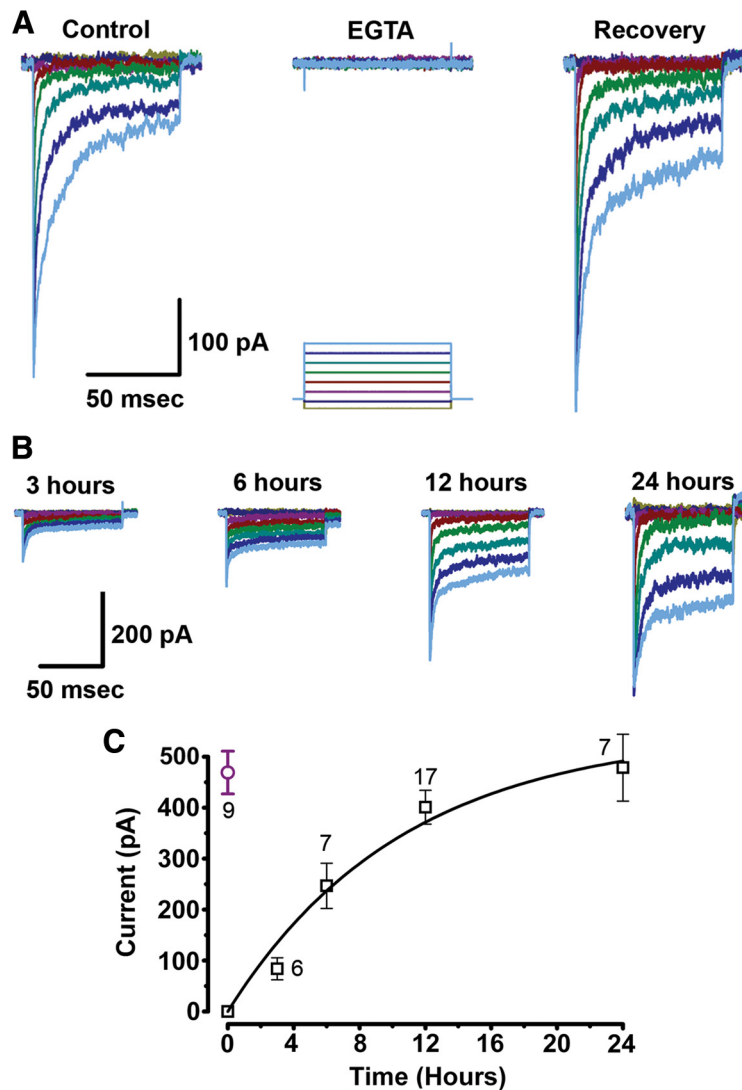 A
Control EGTA Recovery
100 pA
50 msec
B
3 hours 6 hours 12 hours 24 hours
200 pA
50 msec
C
500
400
300
200
100
0
Current (pA)
9
6
7
17
7
0 4 8 12 16 20 24
Time (Hours)